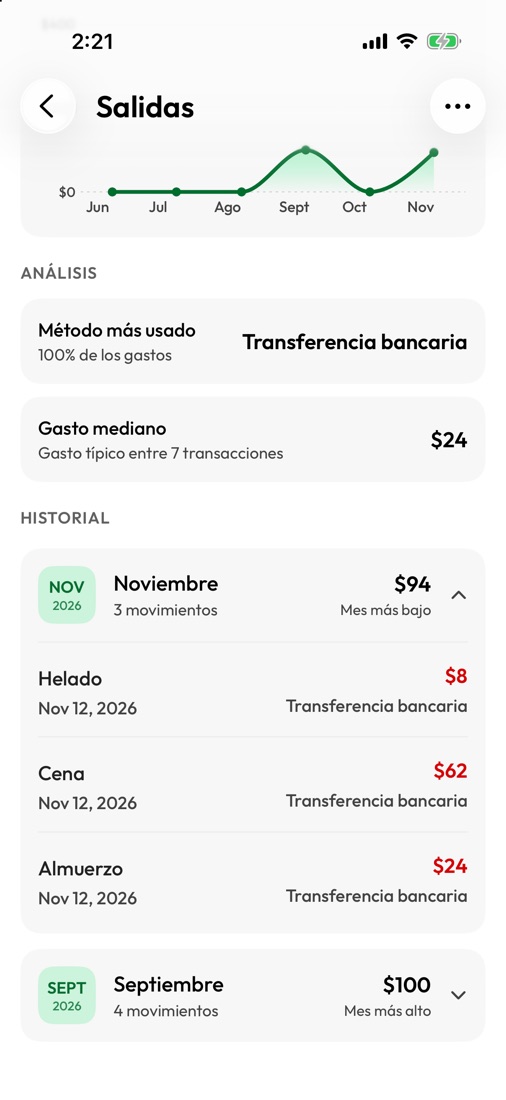 2:21
Salidas
$0
Jun Jul Ago Sept Oct Nov
ANÁLISIS
Método más usado
100% de los gastos
Transferencia bancaria
Gasto mediano
Gasto típico entre 7 transacciones
$24
HISTORIAL
NOV
2026
Noviembre
3 movimientos
$94
Mes más bajo
Helado
Nov 12, 2026
$8
Transferencia bancaria
Cena
Nov 12, 2026
$62
Transferencia bancaria
Almuerzo
Nov 12, 2026
$24
Transferencia bancaria
SEPT
2026
Septiembre
4 movimientos
$100
Mes más alto